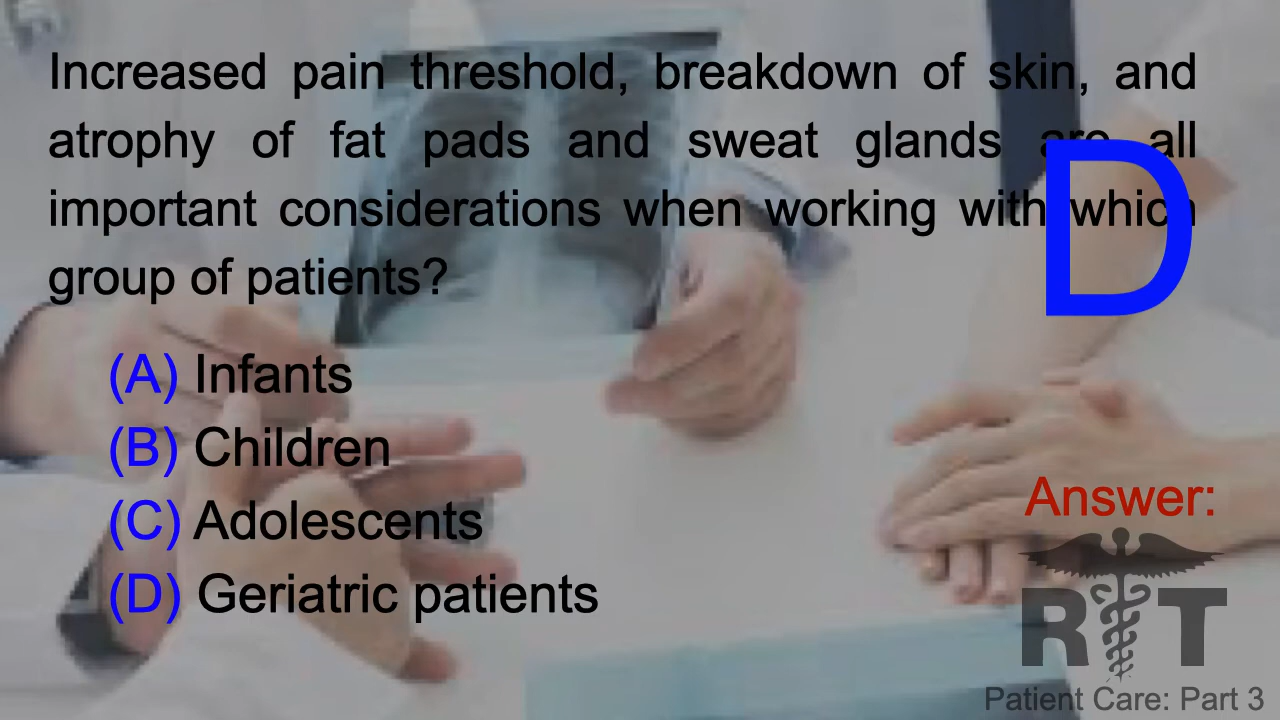 Increased pain threshold, breakdown of skin, and
atrophy of fat pads and sweat glands are all
important considerations when working with which
group of patients?
D
(A) Infants
(B) Children
(C) Adolescents
(D) Geriatric patients
Answer:
R T
Patient Care: Part 3